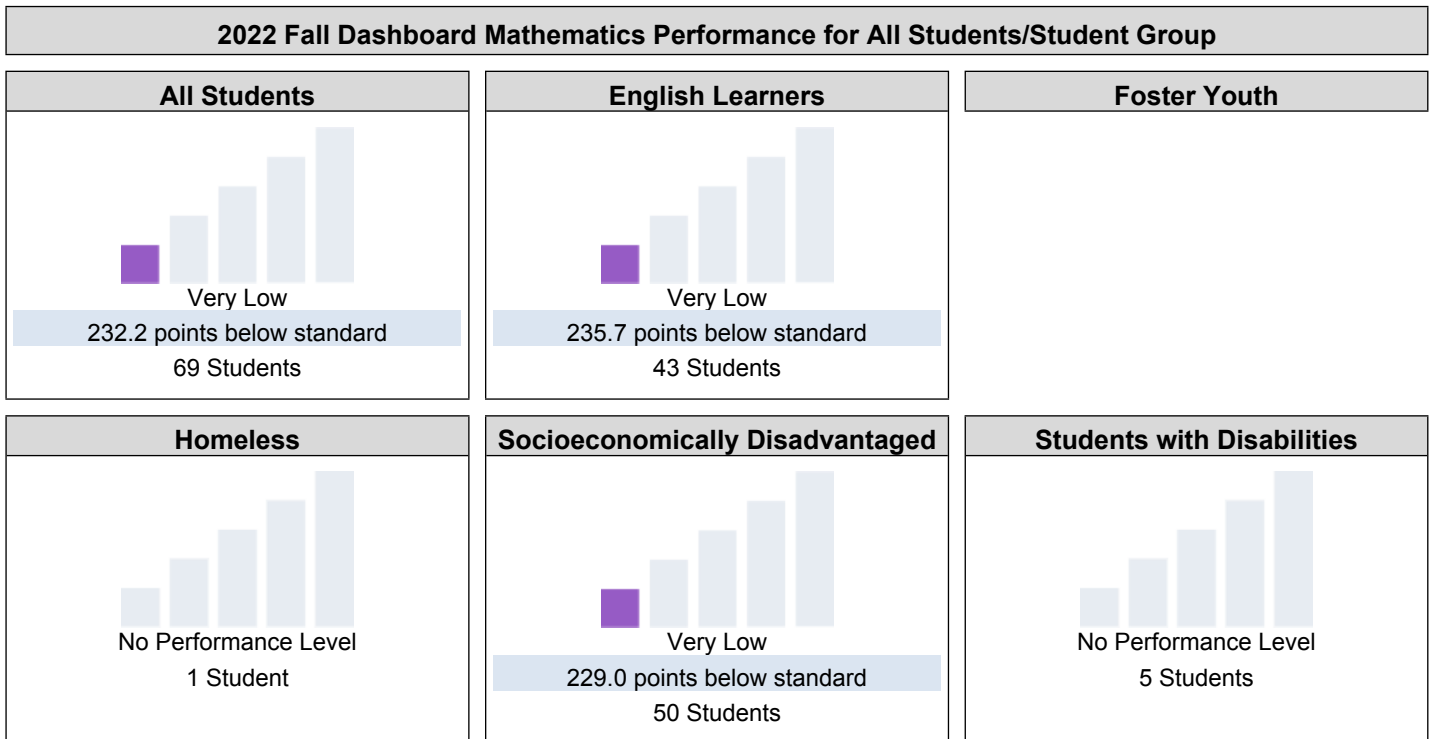 2022 Fall Dashboard Mathematics Performance for All Students/Student Group
All Students
Very Low
232.2 points below standard
69 Students
English Learners
Very Low
235.7 points below standard
43 Students
Foster Youth
Homeless
No Performance Level
1 Student
Socioeconomically Disadvantaged
Very Low
229.0 points below standard
50 Students
Students with Disabilities
No Performance Level
5 Students